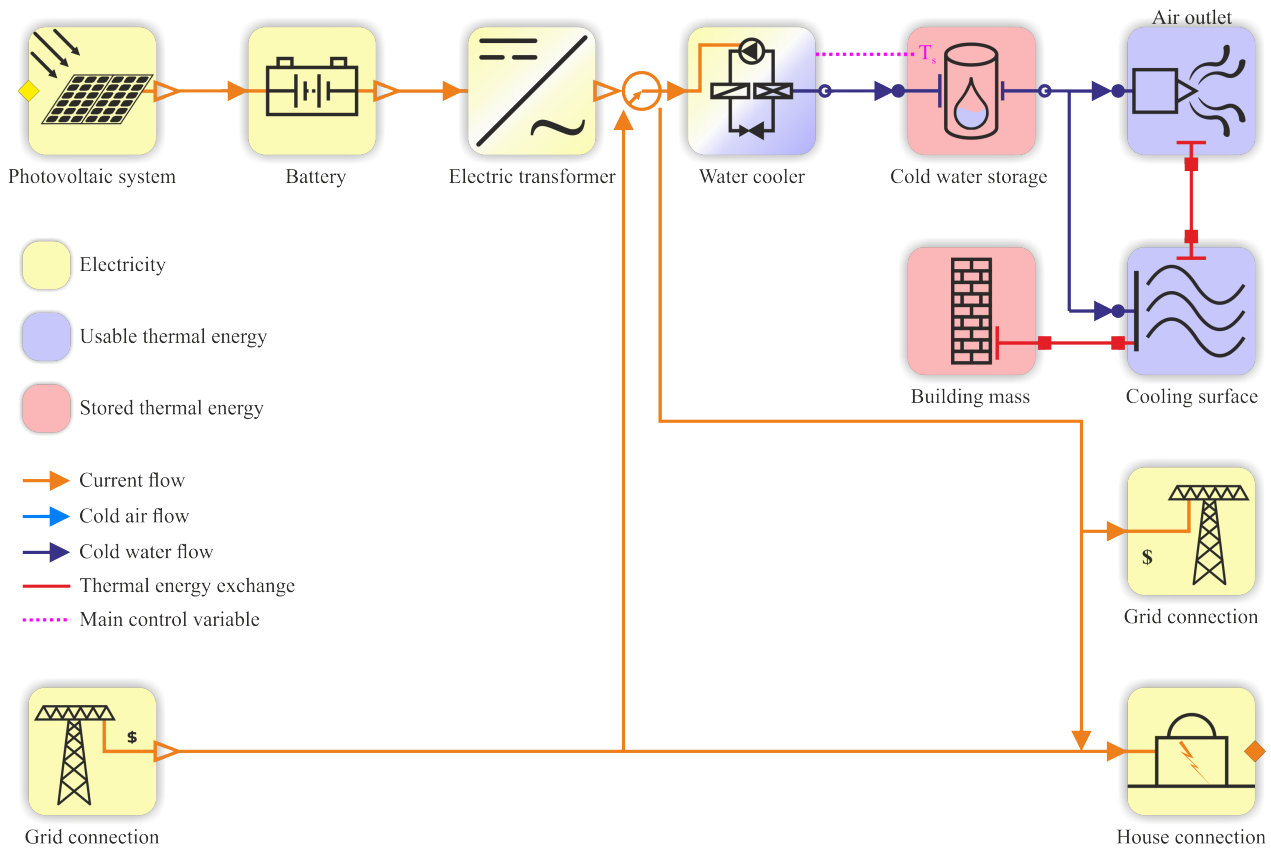 Air outlet
T_s
Photovoltaic system
Battery
Electric transformer
Water cooler
Cold water storage
Electricity
Usable thermal energy
Stored thermal energy
Building mass
Cooling surface
Current flow
Cold air flow
Cold water flow
Thermal energy exchange
Main control variable
$
Grid connection
$
Grid connection
House connection